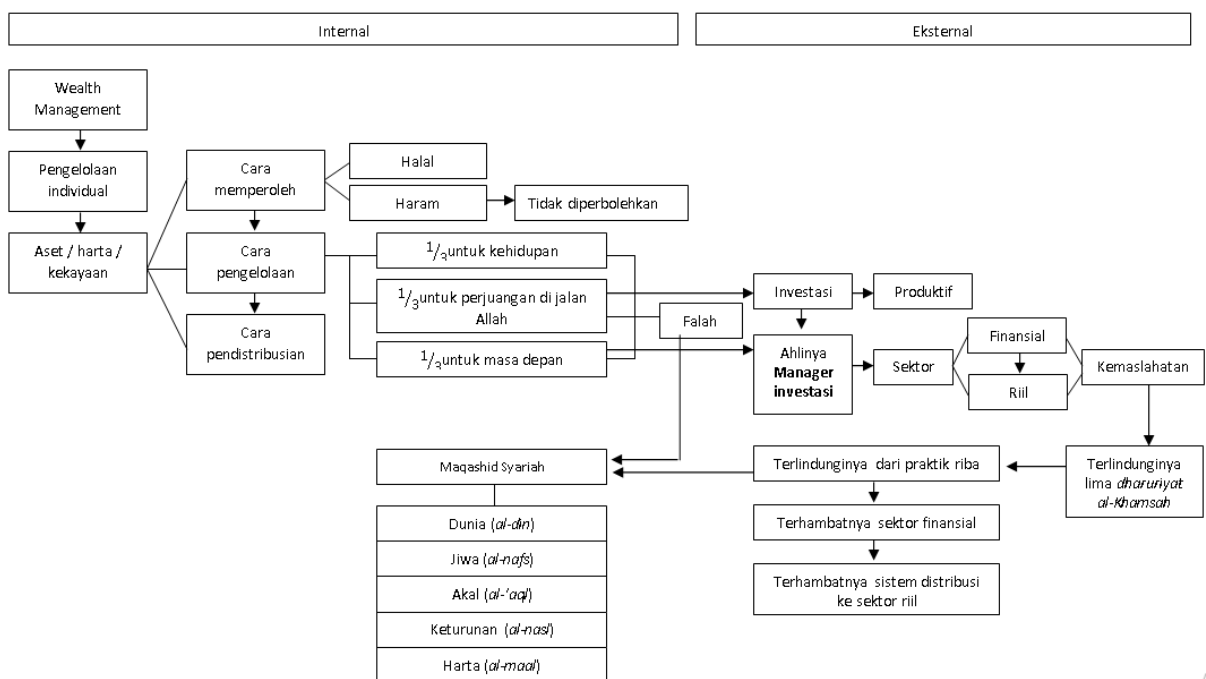 Internal
Eksternal
Wealth
Management
Pengelolaan
individual
Aset / harta /
kekayaan
Cara
memperoleh
Cara
pengelolaan
Cara
pendistribusian
Halal
Haram
Tidak diperbolehkan
1/3 untuk kehidupan
1/3 untuk perjuangan di jalan
Allah
1/3 untuk masa depan
Falah
Investasi
Produktif
Ahlinya
Manager
investasi
Sektor
Finansial
Riil
Kemaslahatan
Maqashid Syariah
Terlindunginya dari praktik riba
Terlindunginya
lima dharuriyat
al-Khamsah
Terhambatnya sektor finansial
Terhambatnya sistem distribusi
ke sektor riil
Dunia (al-din)
Jiwa (al-nafs)
Akal (al-'aql)
Keturunan (al-nasl)
Harta (al-maal)